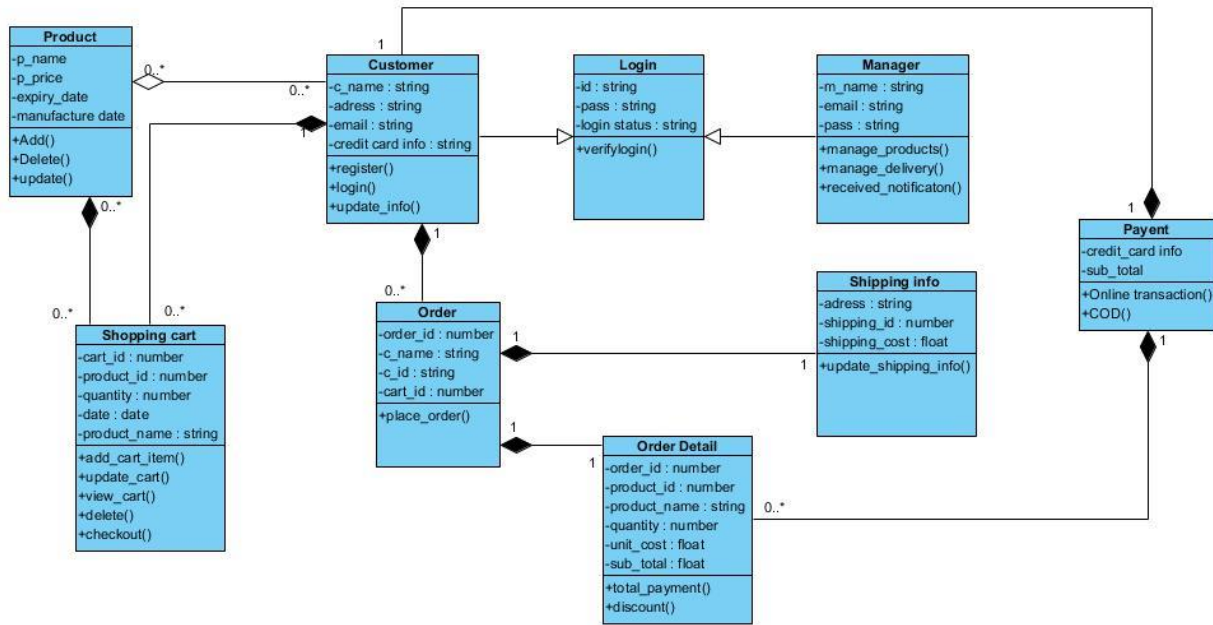 Product
-p_name
-p_price
-expiry_date
-manufacture date
+Add()
+Delete()
+update()
0..*
0..*
1
Customer
-c_name : string
-adress : string
-email : string
-credit card info : string
+register()
+login()
+update_info()
1
Login
-id : string
-pass : string
-login status : string
+verifylogin()
Manager
-m_name : string
-email : string
-pass : string
+manage_products()
+manage_delivery()
+received_notificaton()
1
Payent
-credit_card info
-sub_total
+Online transaction()
+COD()
1
0..*
0..*
0..*
Shopping cart
-cart_id : number
-product_id : number
-quantity : number
-date : date
-product_name : string
+add_cart_item()
+update_cart()
+view_cart()
+delete()
+checkout()
1
0..*
Order
-order_id : number
-c_name : string
-c_id : string
-cart_id : number
+place_order()
1
1
Shipping info
-adress : string
-shipping_id : number
-shipping_cost : float
+update_shipping_info()
1
1
Order Detail
-order_id : number
-product_id : number
-product_name : string
-quantity : number
-unit_cost : float
-sub_total : float
+total_payment()
+discount()
0..*